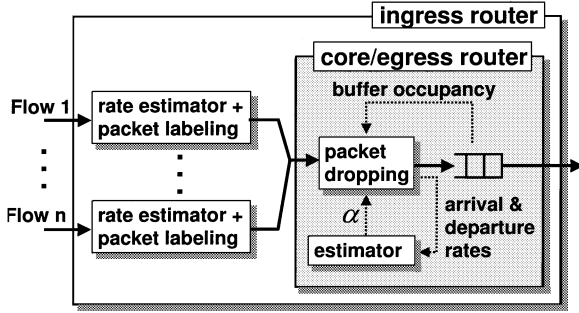 ingress router
core/egress router
buffer occupancy
Flow 1
rate estimator +
packet labeling
packet
dropping
Flow n
rate estimator +
packet labeling
α
arrival &
departure
rates
estimator